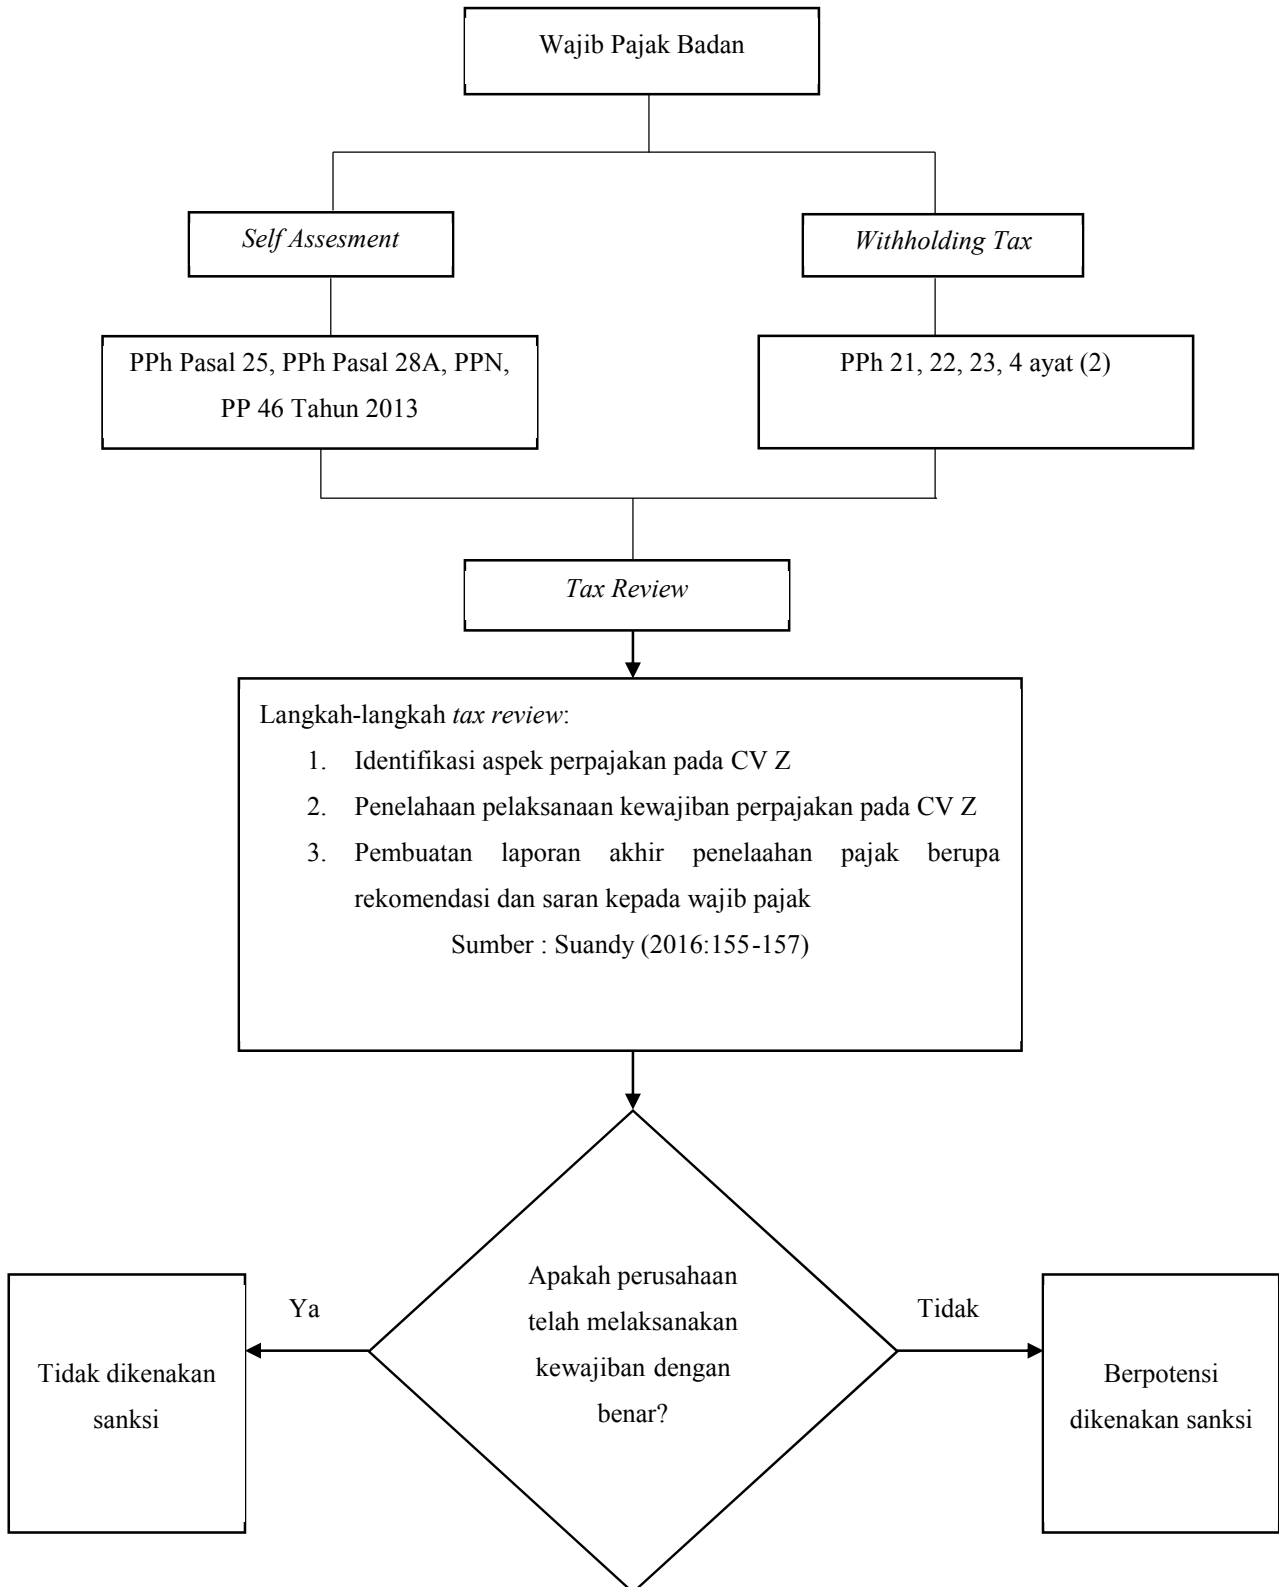 Wajib Pajak Badan
Self Assesment
Withholding Tax
PPh Pasal 25, PPh Pasal 28A, PPN,
PP 46 Tahun 2013
PPh 21, 22, 23, 4 ayat (2)
Tax Review
Langkah-langkah tax review:
1. Identifikasi aspek perpajakan pada CV Z
2. Penelahaan pelaksanaan kewajiban perpajakan pada CV Z
3. Pembuatan laporan akhir penelaahan pajak berupa
rekomendasi dan saran kepada wajib pajak
Sumber : Suandy (2016:155-157)
Apakah perusahaan
telah melaksanakan
kewajiban dengan
benar?
Ya
Tidak
Tidak dikenakan
sanksi
Berpotensi
dikenakan sanksi